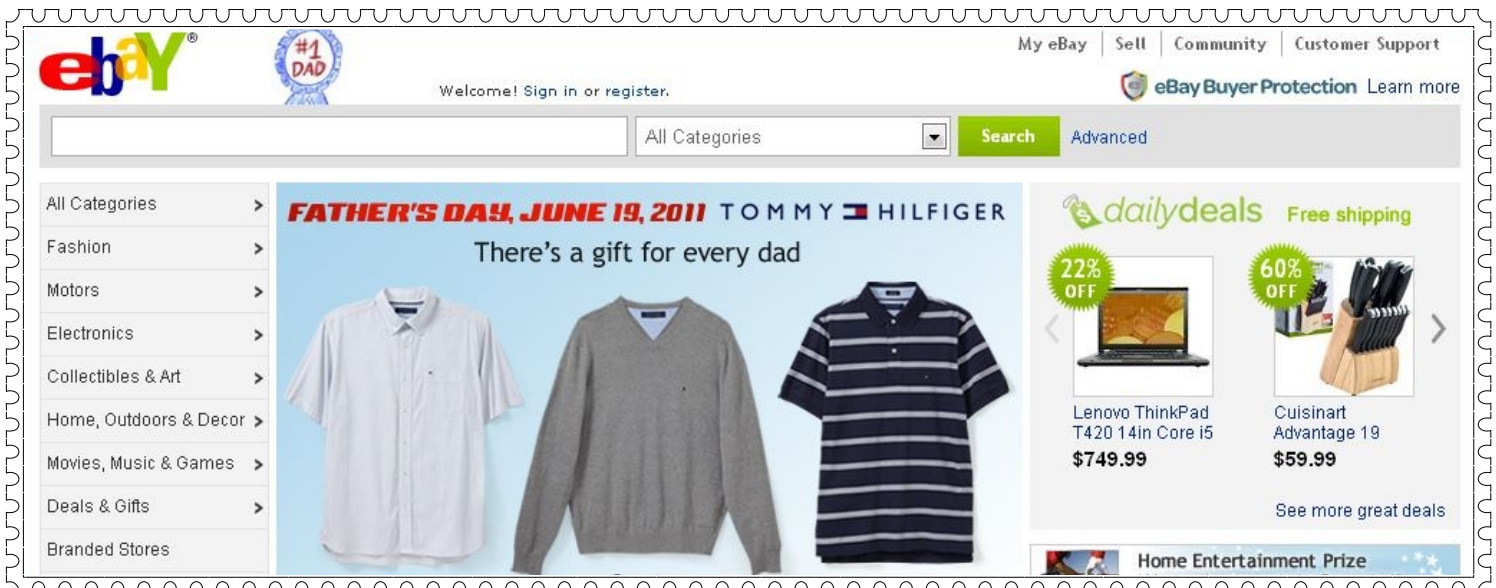 ebaY®
#1
DAD
Welcome! Sign in or register.
My eBay
Sell
Community
Customer Support
eBay Buyer Protection Learn more
All Categories
Search
Advanced
All Categories
Fashion
Motors
Electronics
Collectibles & Art
Home, Outdoors & Decor
Movies, Music & Games
Deals & Gifts
Branded Stores
FATHER'S DAY, JUNE 19, 2011 TOMMY HILFIGER
There's a gift for every dad
dailydeals Free shipping
22%
OFF
Lenovo ThinkPad
T420 14in Core i5
$749.99
60%
OFF
Cuisinart
Advantage 19
$59.99
See more great deals
Home Entertainment Prize